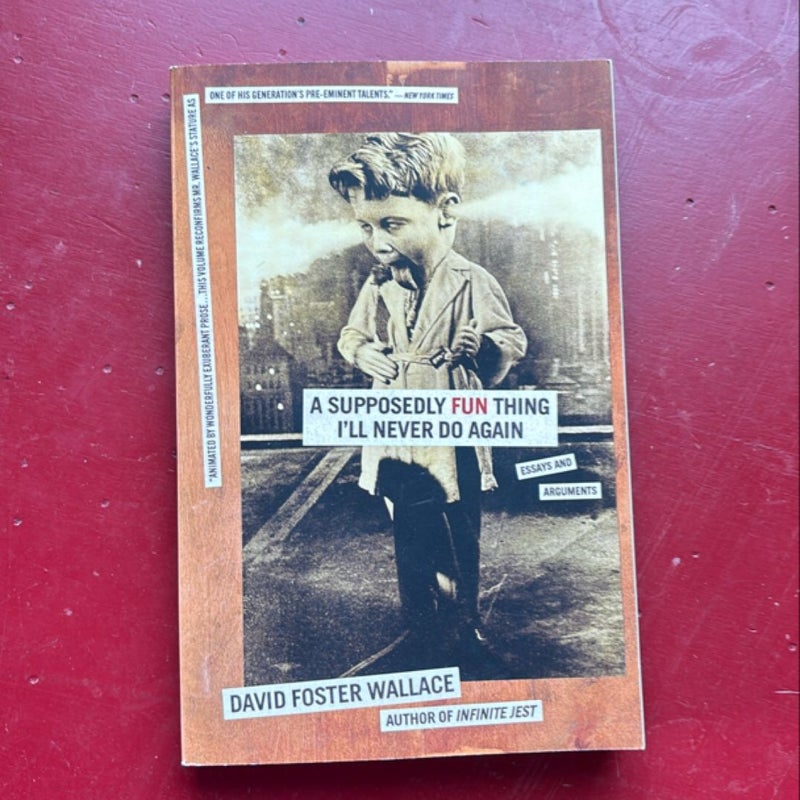 "ANIMATED BY WONDERFULLY EXUBERANT PROSE...THIS VOLUME RECONFIRMS MR. WALLACE'S STATURE AS
ONE OF HIS GENERATION'S PRE-EMINENT TALENTS." — NEW YORK TIMES
A SUPPOSEDLY FUN THING
I'LL NEVER DO AGAIN
ESSAYS AND
ARGUMENTS
DAVID FOSTER WALLACE
AUTHOR OF INFINITE JEST